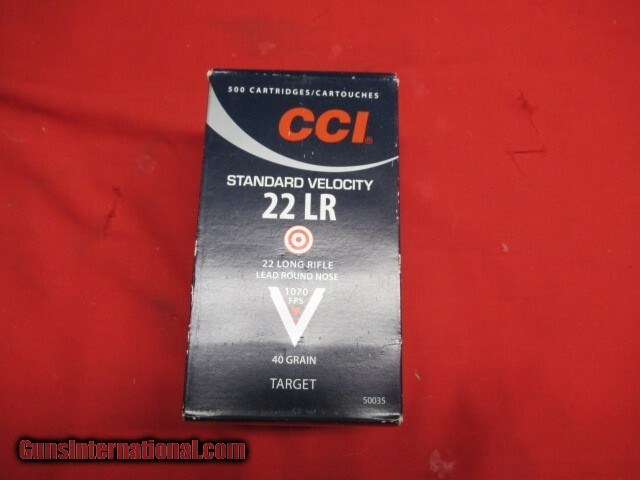 500 CARTRIDGES/CARTOUCHES
CCI®
STANDARD VELOCITY
22 LR
22 LONG RIFLE
LEAD ROUND NOSE
1070
FPS
40 GRAIN
TARGET
50035
GunsInternational.com